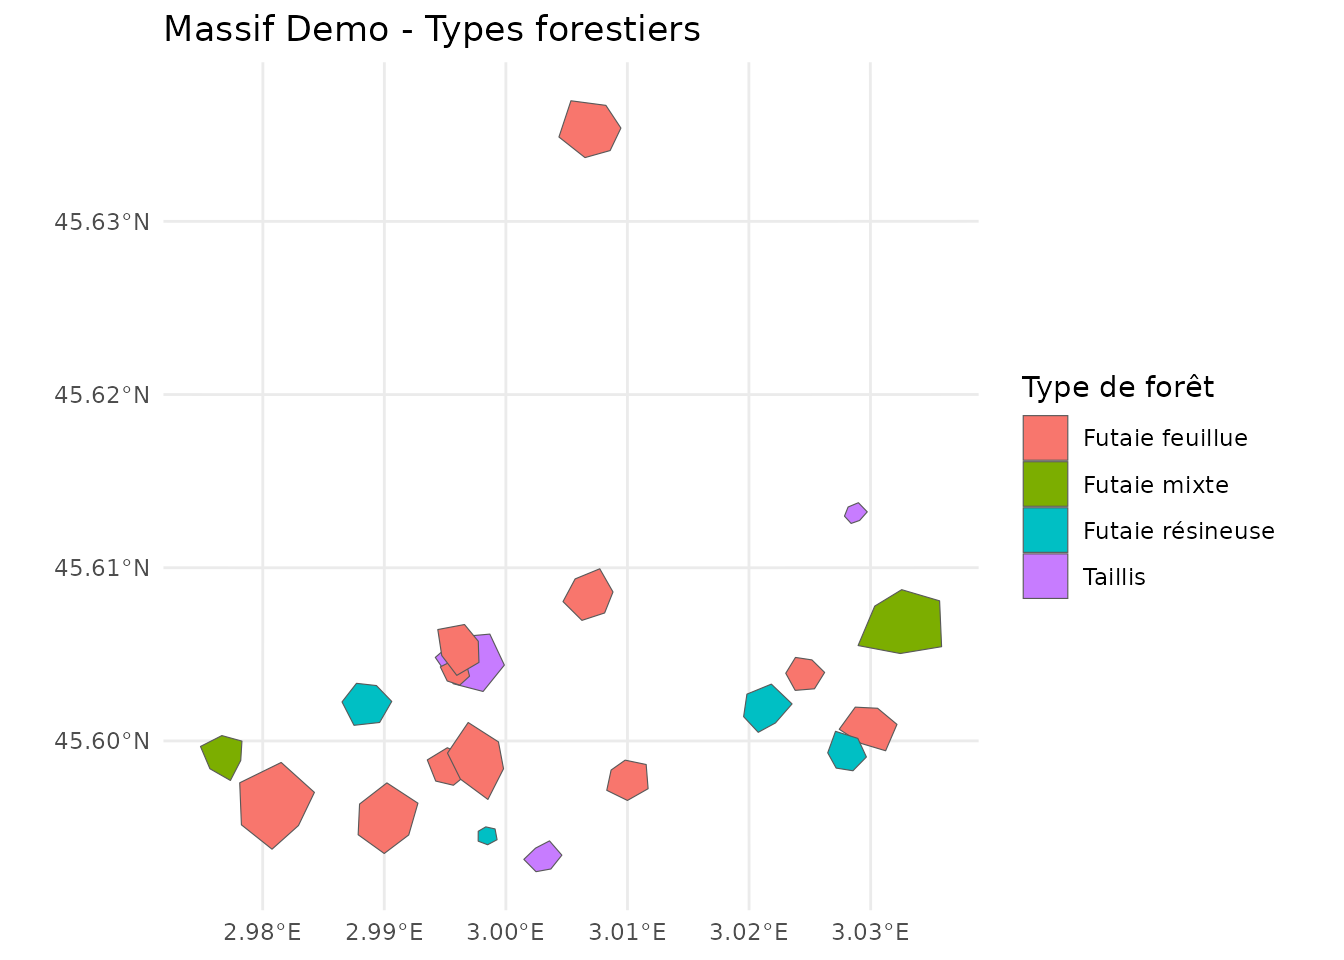 Massif Demo - Types forestiers
45.63°N
45.62°N
45.61°N
45.60°N
2.98°E
2.99°E
3.00°E
3.01°E
3.02°E
3.03°E
Type de forêt
Futaie feuillue
Futaie mixte
Futaie résineuse
Taillis